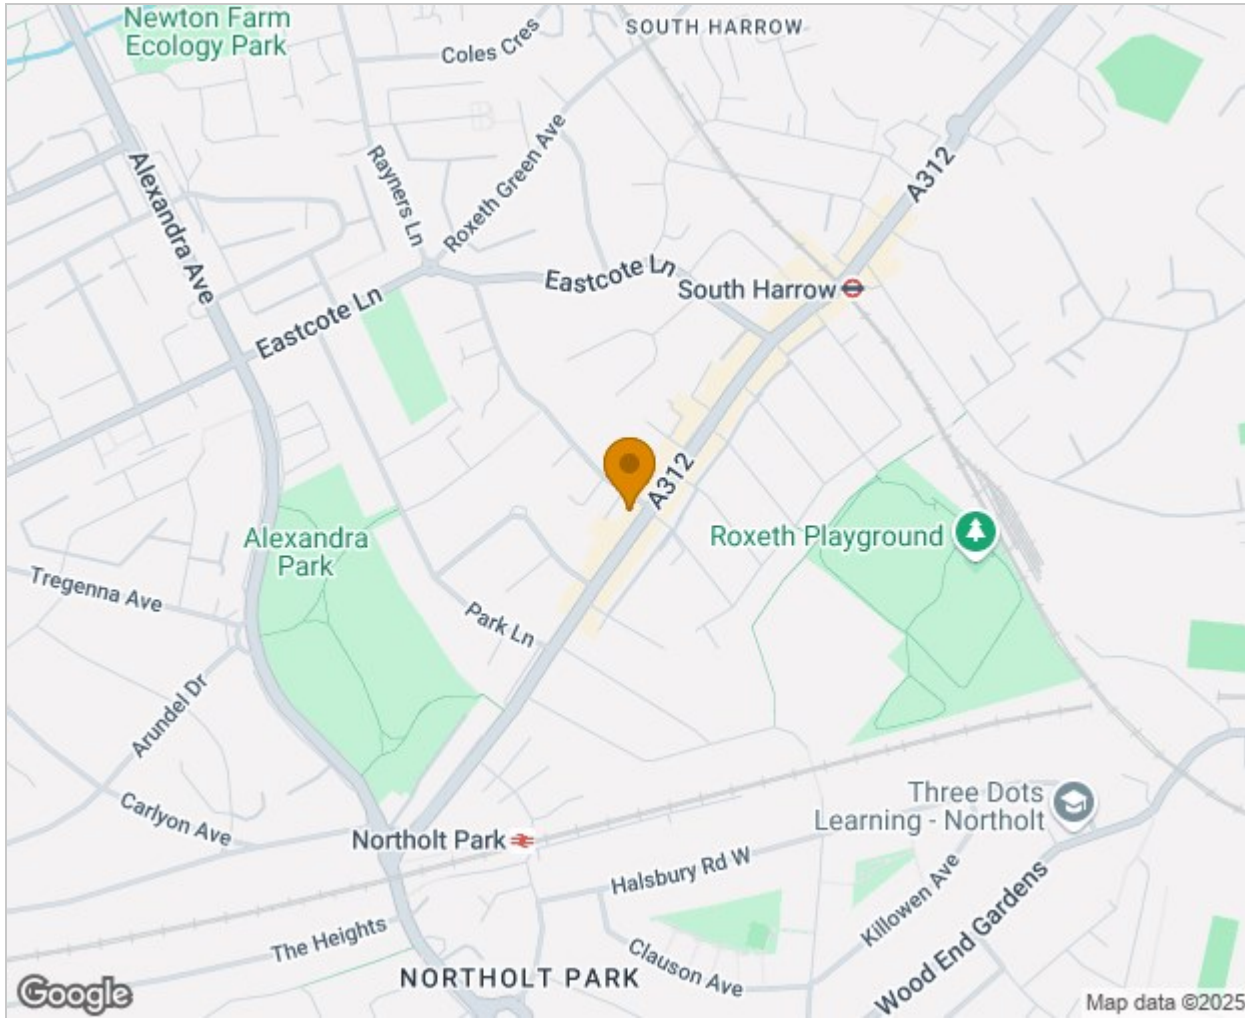 Newton Farm
Ecology Park
Coles Cres
SOUTH HARROW
Alexandra Ave
Rayners Ln
Roxeth Green Ave
A312
Eastcote Ln
Eastcote Ln
South Harrow
A312
Alexandra
Park
Roxeth Playground
Tregenna Ave
Park Ln
Arundel Dr
Carlyon Ave
Northolt Park
Three Dots
Learning - Northolt
Halsbury Rd W
Killowen Ave
Wood End Gardens
The Heights
Clauson Ave
NORTHOLT PARK
Google
Map data ©2025